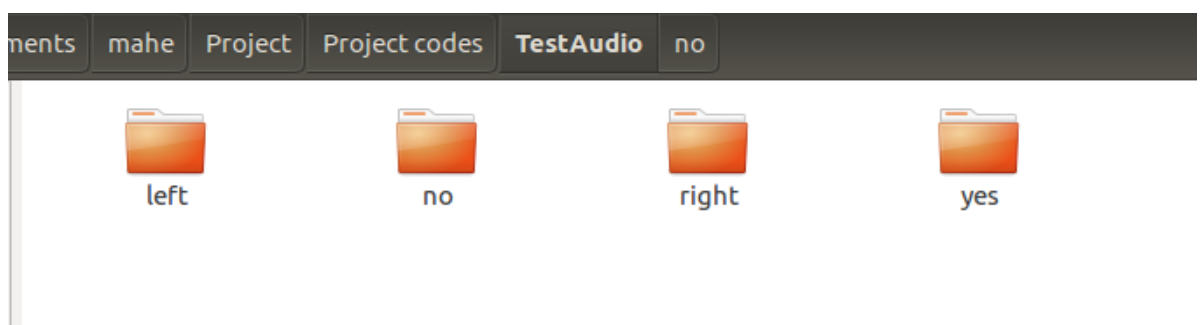 ments mahe Project Project codes TestAudio no
left no right yes